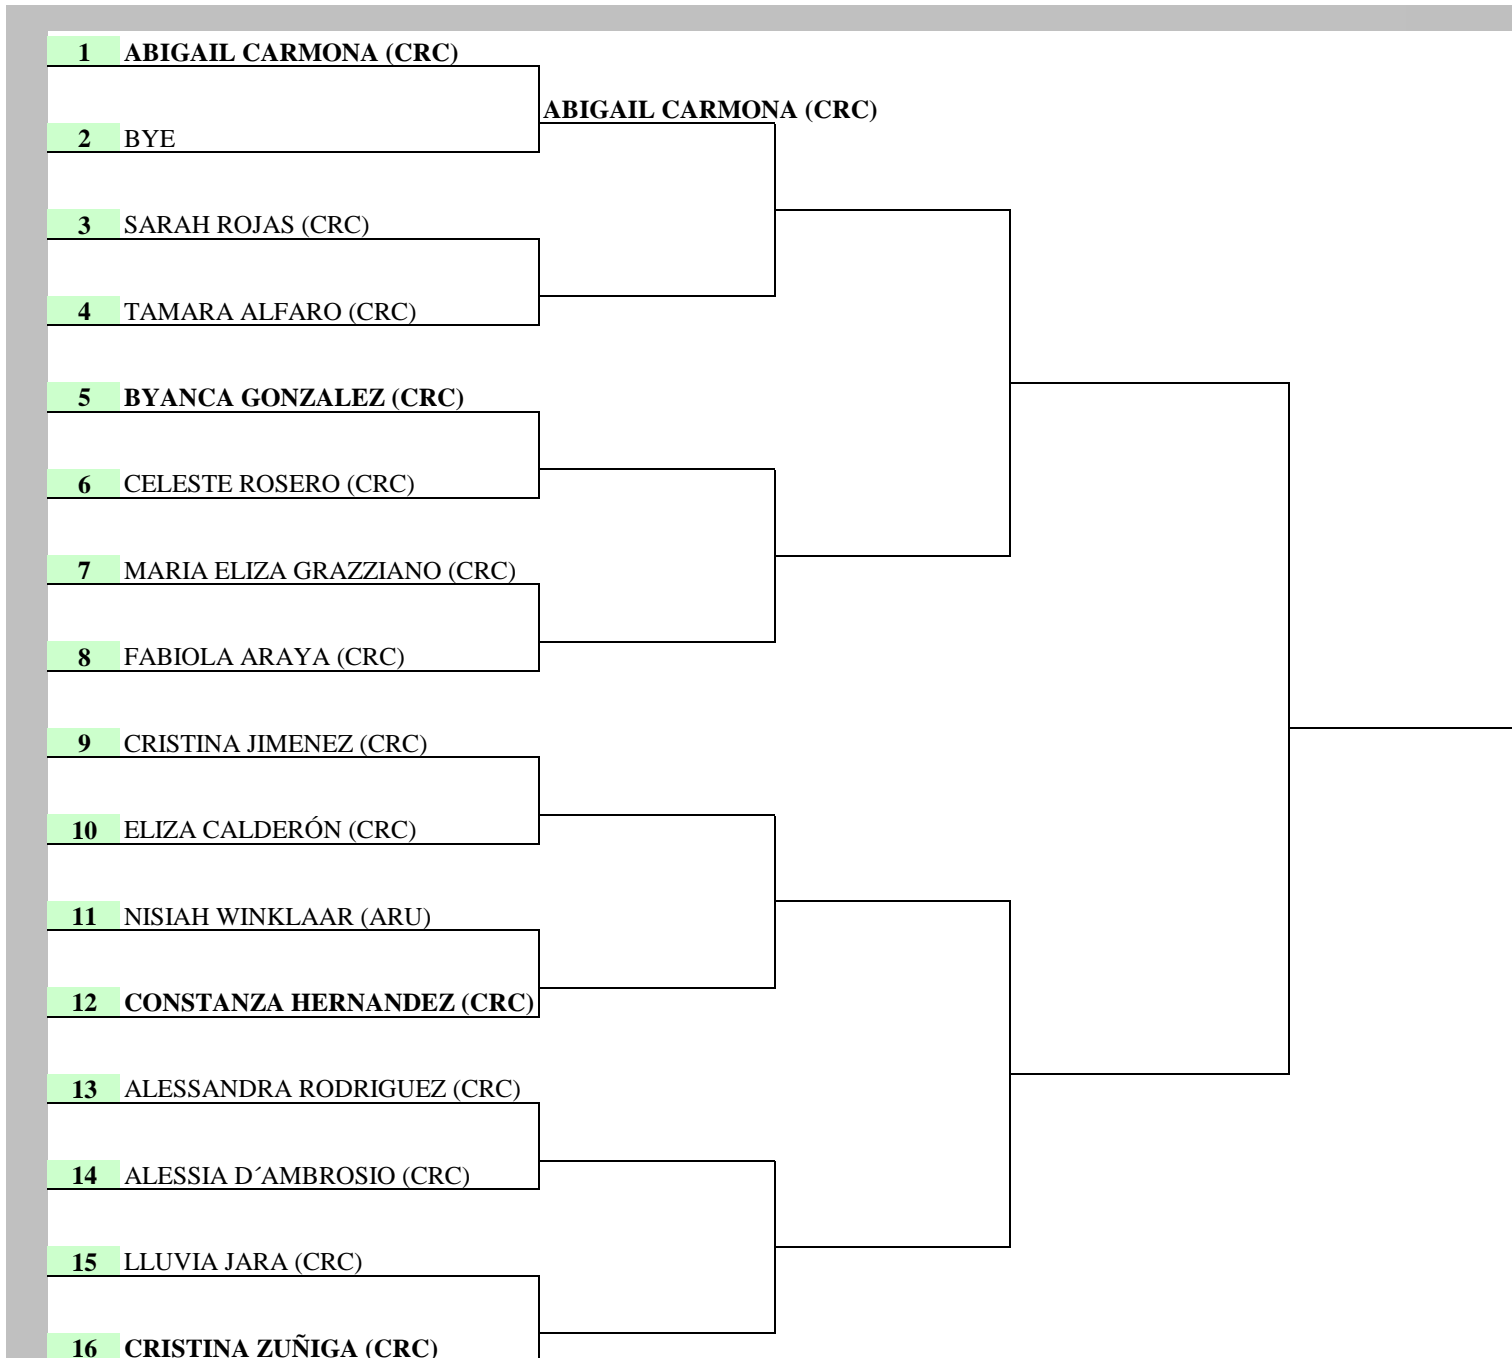 1 ABIGAIL CARMONA (CRC)
ABIGAIL CARMONA (CRC)
2 BYE
3 SARAH ROJAS (CRC)
4 TAMARA ALFARO (CRC)
5 BYANCA GONZALEZ (CRC)
6 CELESTE ROSERO (CRC)
7 MARIA ELIZA GRAZZIANO (CRC)
8 FABIOLA ARAYA (CRC)
9 CRISTINA JIMENEZ (CRC)
10 ELIZA CALDERÓN (CRC)
11 NISIAH WINKLAAR (ARU)
12 CONSTANZA HERNANDEZ (CRC)
13 ALESSANDRA RODRIGUEZ (CRC)
14 ALESSIA D´AMBROSIO (CRC)
15 LLUVIA JARA (CRC)
16 CRISTINA ZUÑIGA (CRC)